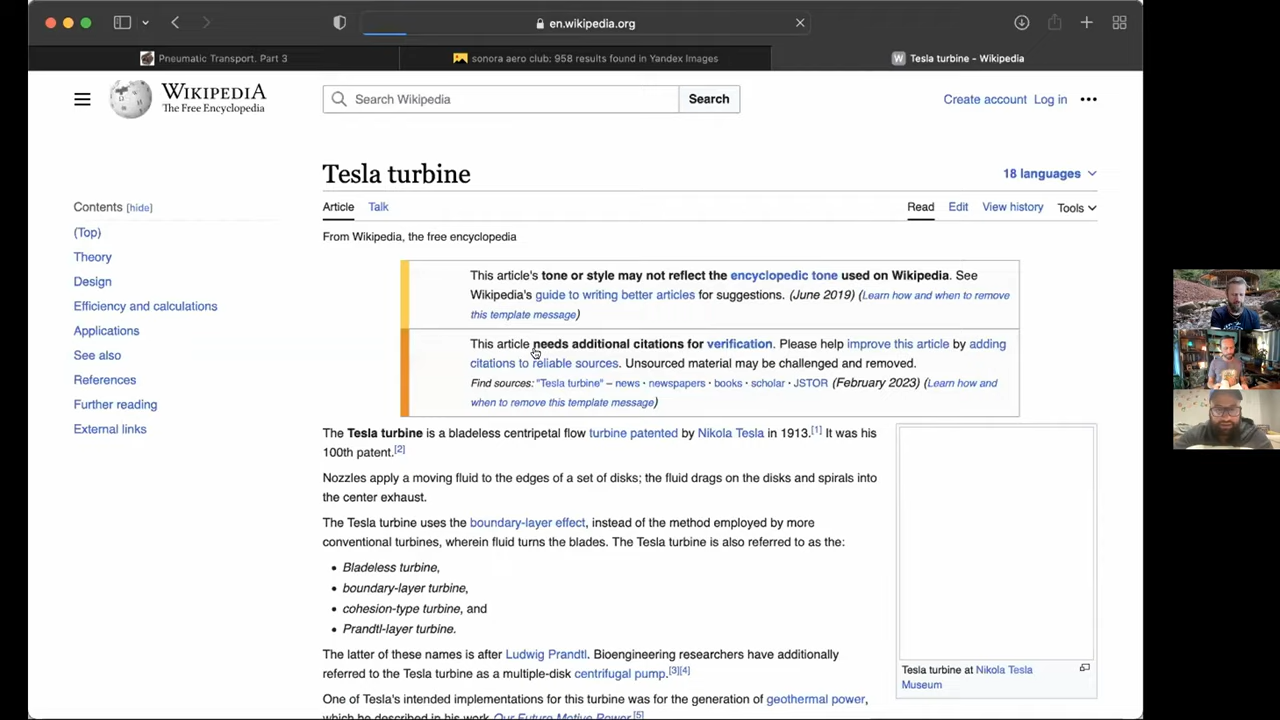 en.wikipedia.org
Pneumatic Transport. Part 3
sonora aero club: 958 results found in Yandex Images
W Tesla turbine - Wikipedia
WIKIPEDIA
The Free Encyclopedia
Search Wikipedia
Search
Create account Log in
Tesla turbine
18 languages
Contents [hide]
(Top)
Theory
Design
Efficiency and calculations
Applications
See also
References
Further reading
External links
Article Talk
Read Edit View history Tools
From Wikipedia, the free encyclopedia
This article's tone or style may not reflect the encyclopedic tone used on Wikipedia. See
Wikipedia's guide to writing better articles for suggestions. (June 2019) (Learn how and when to remove
this template message)
This article needs additional citations for verification. Please help improve this article by adding
citations to reliable sources. Unsourced material may be challenged and removed.
Find sources: "Tesla turbine" – news · newspapers · books · scholar · JSTOR (February 2023) (Learn how and
when to remove this template message)
The Tesla turbine is a bladeless centripetal flow turbine patented by Nikola Tesla in 1913.[1] It was his
100th patent.[2]
Nozzles apply a moving fluid to the edges of a set of disks; the fluid drags on the disks and spirals into
the center exhaust.
The Tesla turbine uses the boundary-layer effect, instead of the method employed by more
conventional turbines, wherein fluid turns the blades. The Tesla turbine is also referred to as the:
• Bladeless turbine,
• boundary-layer turbine,
• cohesion-type turbine, and
• Prandtl-layer turbine.
The latter of these names is after Ludwig Prandtl. Bioengineering researchers have additionally
referred to the Tesla turbine as a multiple-disk centrifugal pump.[3][4]
One of Tesla's intended implementations for this turbine was for the generation of geothermal power,
which he described in his work Our Future Motive Power.[5]
Tesla turbine at Nikola Tesla
Museum